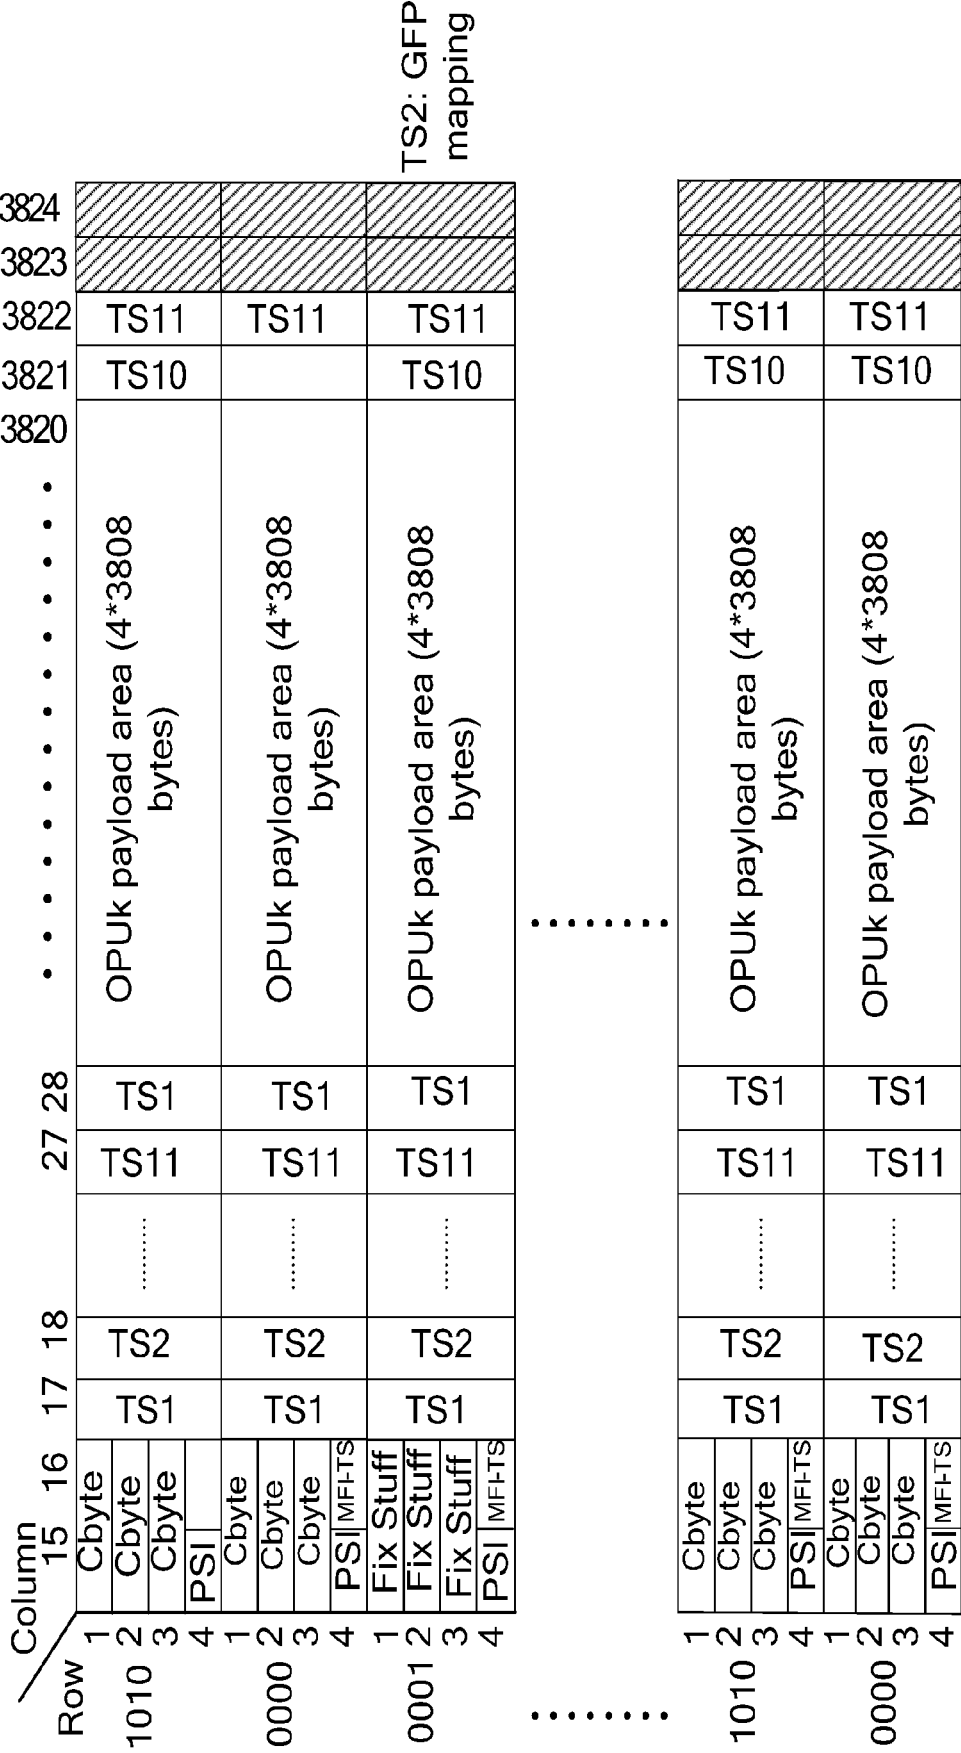 Column 15 16 17 18 27 28 . . . . . . . . . . . . . . 3820 3821 3822 3823 3824
Row
1010
1 Cbyte
2 Cbyte
3 Cbyte
4 PSI
TS1 TS2 ......... TS11 TS1
OPUk payload area (4*3808
bytes)
TS10 TS11
0000
1 Cbyte
2 Cbyte
3 Cbyte
4 PSI MFI-TS
TS1 TS2 ......... TS11 TS1
OPUk payload area (4*3808
bytes)
TS11
0001
1 Fix Stuff
2 Fix Stuff
3 Fix Stuff
4 PSI MFI-TS
TS1 TS2 ......... TS11 TS1
OPUk payload area (4*3808
bytes)
TS10 TS11
TS2: GFP
mapping
1010
1 Cbyte
2 Cbyte
3 Cbyte
4 PSI MFI-TS
TS1 TS2 ......... TS11 TS1
OPUk payload area (4*3808
bytes)
TS10 TS11
0000
1 Cbyte
2 Cbyte
3 Cbyte
4 PSI MFI-TS
TS1 TS2 ......... TS11 TS1
OPUk payload area (4*3808
bytes)
TS10 TS11